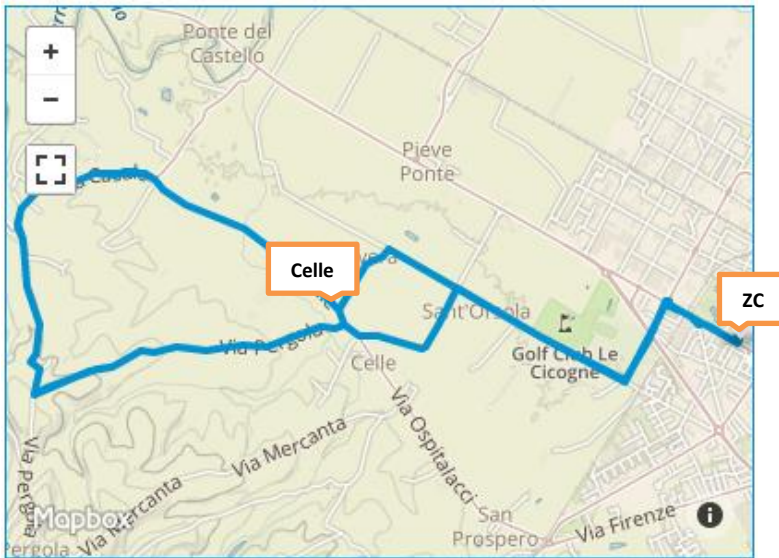 Ponte del
Castello
+
−
Pieve
Ponte
Celle
ZC
Sant'Orsola
Golf Club Le
Cicogne
Via Pergola
Celle
Via Ospitalacci
Via Mercanta
Via Mercanta
Via Pergola
San
Prospero
Via Firenze
Mapbox
Pergola
i